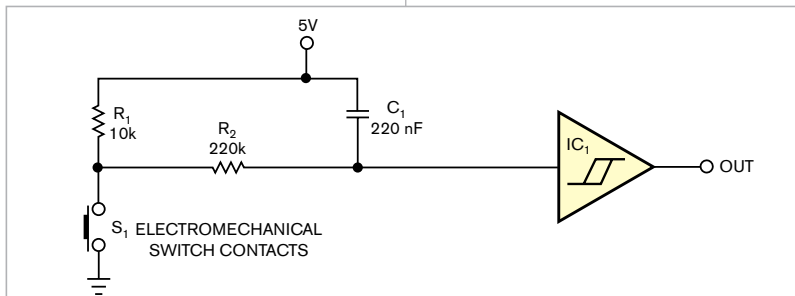 5V
R1
10k
R2
220k
C1
220 nF
IC1
OUT
S1 ELECTROMECHANICAL
SWITCH CONTACTS